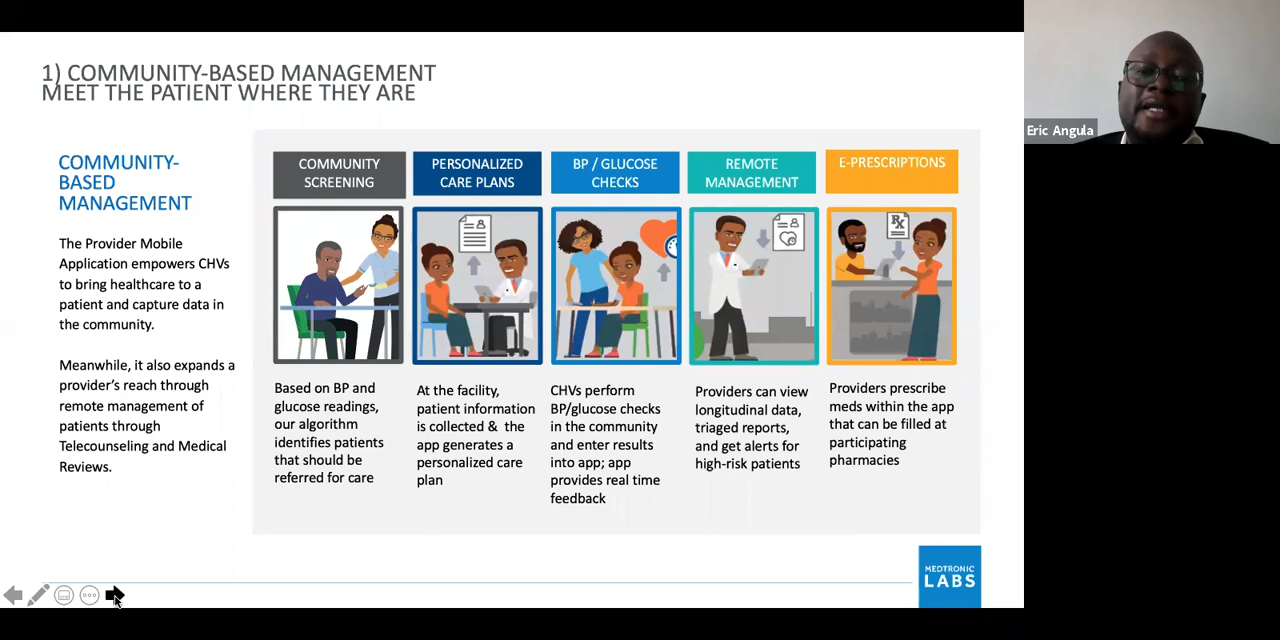 1) COMMUNITY-BASED MANAGEMENT
MEET THE PATIENT WHERE THEY ARE
Eric Angula
COMMUNITY-
BASED
MANAGEMENT
The Provider Mobile
Application empowers CHVs
to bring healthcare to a
patient and capture data in
the community.
Meanwhile, it also expands a
provider's reach through
remote management of
patients through
Telecounseling and Medical
Reviews.
COMMUNITY
SCREENING
Based on BP and
glucose readings,
our algorithm
identifies patients
that should be
referred for care
PERSONALIZED
CARE PLANS
At the facility,
patient information
is collected & the
app generates a
personalized care
plan
BP / GLUCOSE
CHECKS
CHVs perform
BP/glucose checks
in the community
and enter results
into app; app
provides real time
feedback
REMOTE
MANAGEMENT
Providers can view
longitudinal data,
triaged reports,
and get alerts for
high-risk patients
E-PRESCRIPTIONS
Rx
Providers prescribe
meds within the app
that can be filled at
participating
pharmacies
MEDTRONIC
LABS